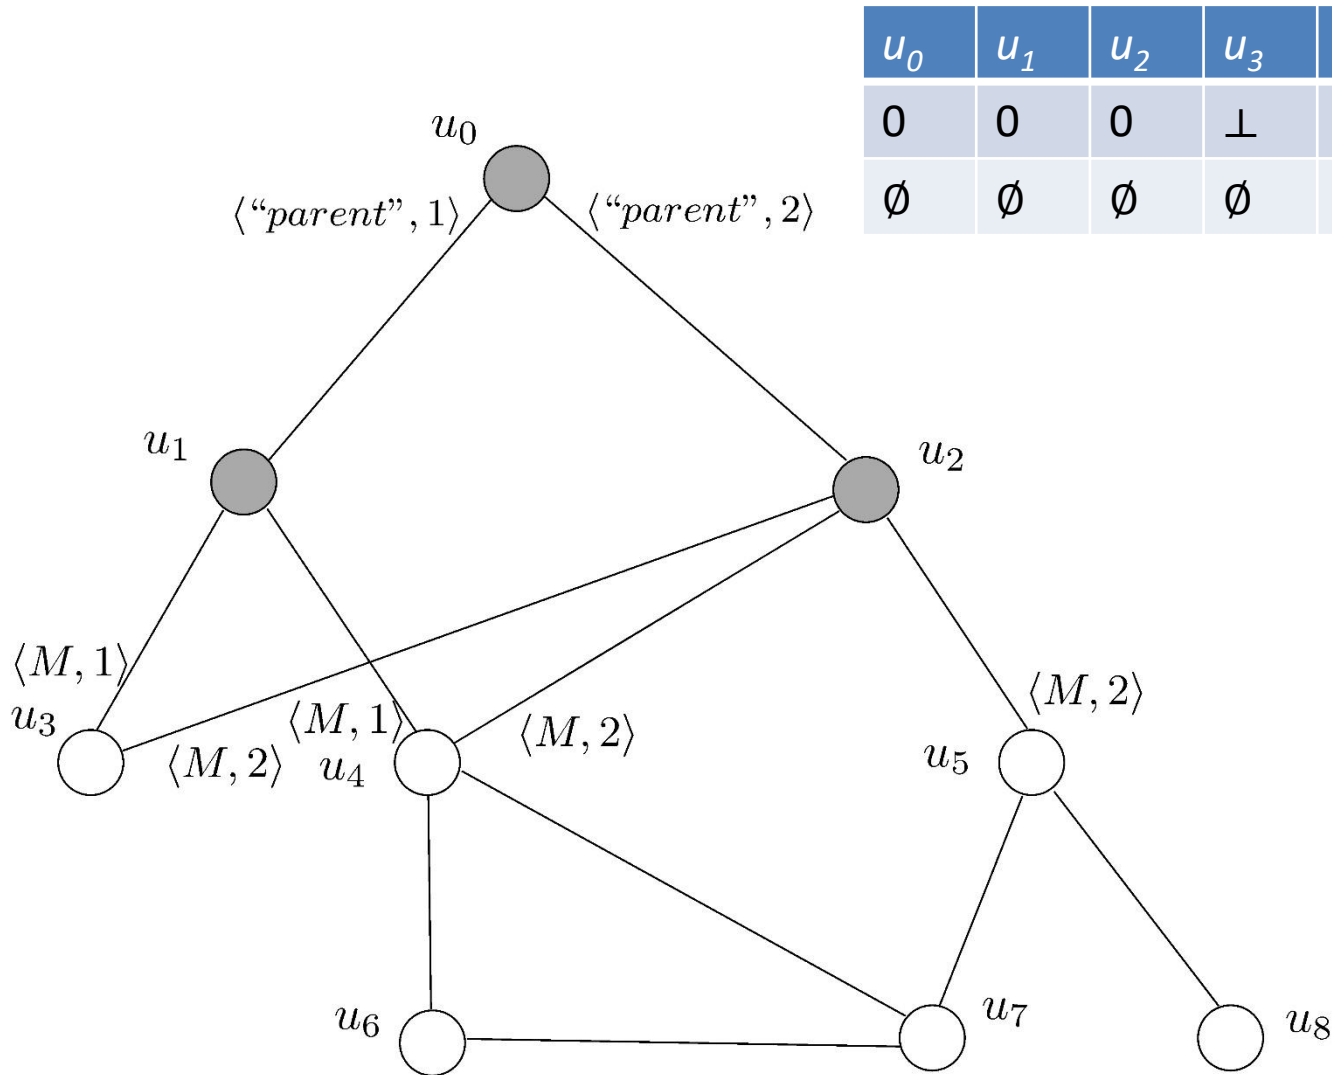 u₀ u₁ u₂ u₃
0 0 0 ⊥
∅ ∅ ∅ ∅
u₀
⟨“parent”, 1⟩ ⟨“parent”, 2⟩
u₁ u₂
⟨M, 1⟩
u₃
⟨M, 2⟩
⟨M, 1⟩
u₄
⟨M, 2⟩
⟨M, 2⟩
u₅
u₆ u₇ u₈